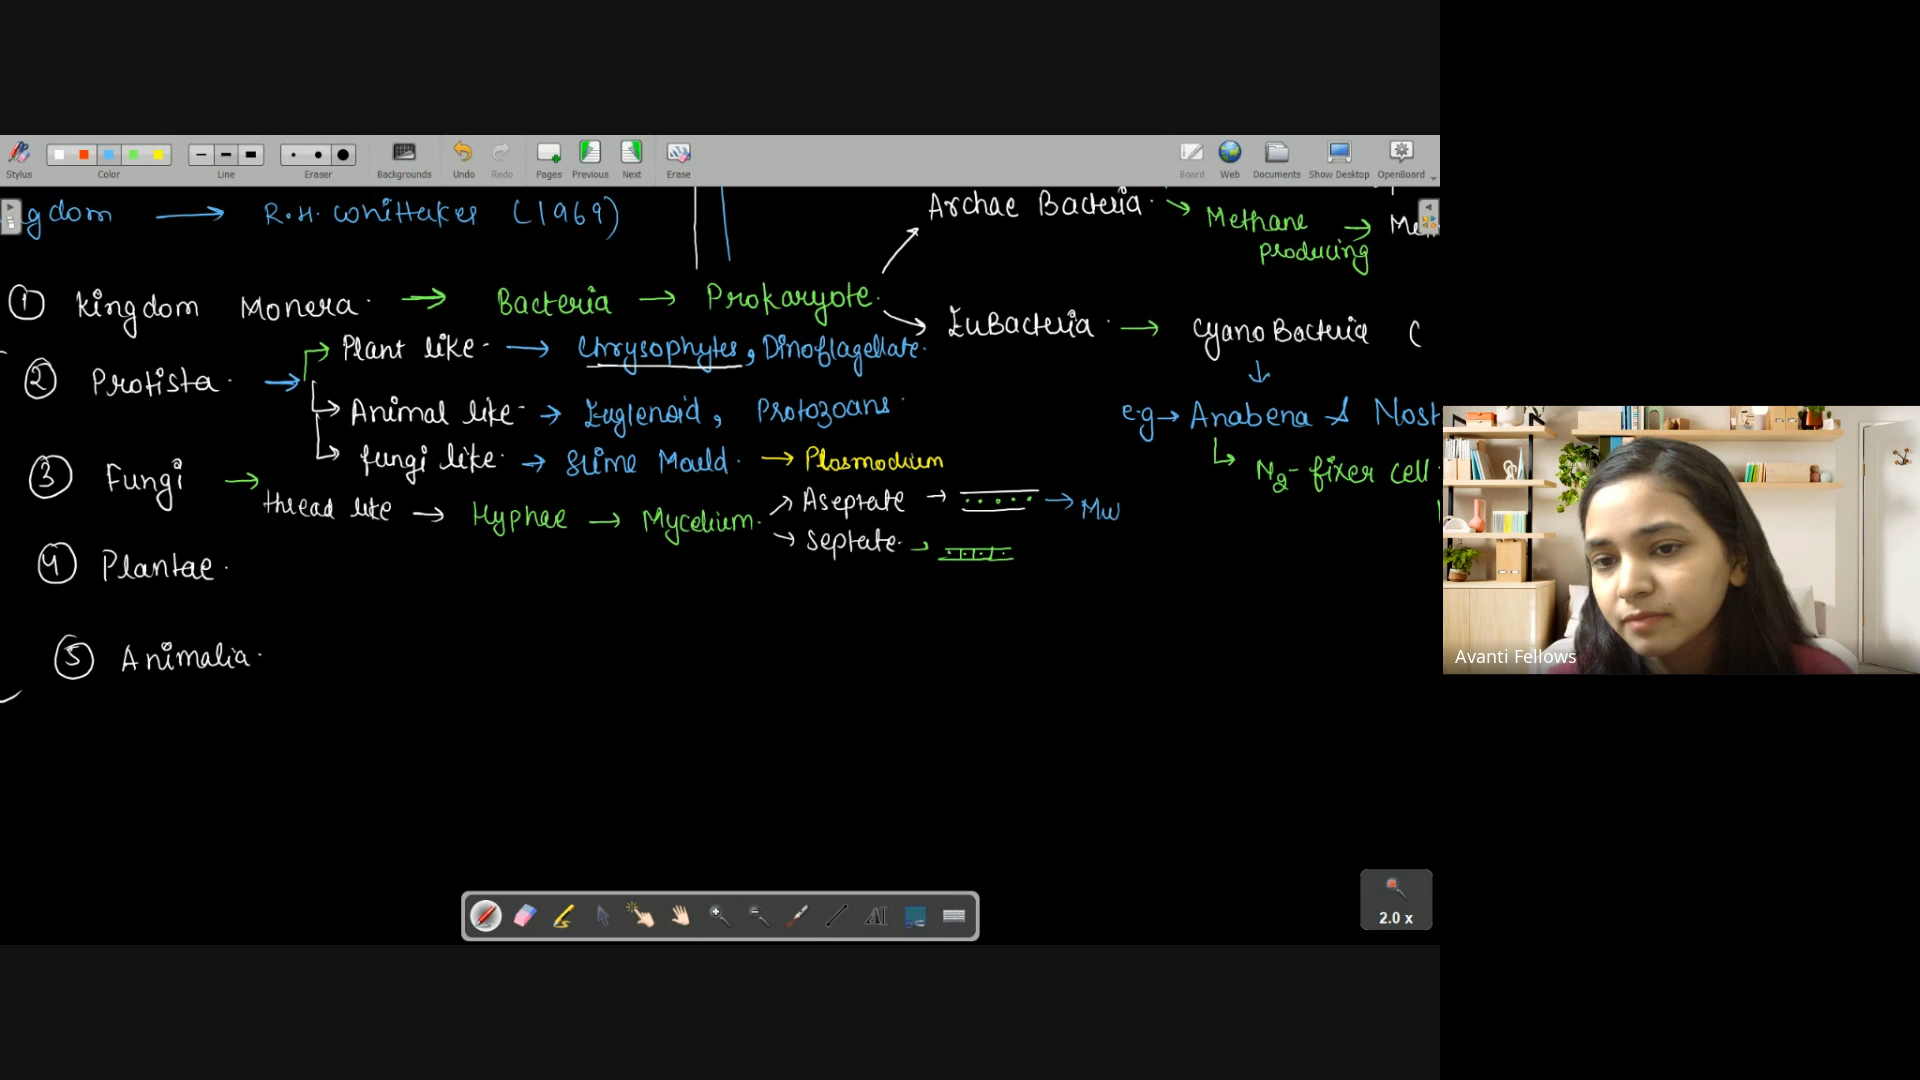 Stylus Color Line Eraser Backgrounds Undo Redo Pages Previous Next Erase Board Web Documents Show Desktop OpenBoard
gdom → R.H. Whittaker (1969)
Archae Bacteria. → Methane producing →
① Kingdom Monera. → Bacteria → Prokaryote.
EuBacteria. → Cyano Bacteria (
② Protista. → Plant like → Chrysophytes, Dinoflagellate.
Animal like → Euglenoid, Protozoans.
fungi like → Slime Mould. → Plasmodium
e.g → Anabena & Nost
N2-fixer cell
③ Fungi → thread like → Hyphae → Mycelium.
Aseptate → → Mu
Septate. →
④ Plantae.
⑤ Animalia.
Avanti Fellows
2.0 x